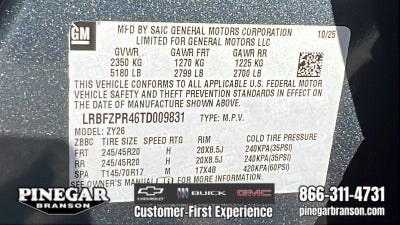 GM
MFD BY SAIC GENERAL MOTORS CORPORATION 10/25
LIMITED FOR GENERAL MOTORS LLC
GVWR GAWR FRT GAWR RR
2350 KG 1270 KG 1225 KG
5180 LB 2799 LB 2700 LB
THIS VEHICLE CONFORMS TO ALL APPLICABLE U.S. FEDERAL MOTOR
VEHICLE SAFETY AND THEFT PREVENTION STANDARDS IN EFFECT ON
THE DATE OF MANUFACTURE SHOWN ABOVE.
LRBFZPR46TD009831 TYPE: M.P.V.
MODEL: ZY26
ZBBC TIRE SIZE SPEED RTG RIM COLD TIRE PRESSURE
FRT 245/45R20 H 20X8.5J 240KPA(35PSI)
RR 245/45R20 H 20X8.5J 240KPA(35PSI)
SPA T145/70R17 M 17X4B 420KPA(60PSI)
SEE OWNER'S MANUAL
PINEGAR
BRANSON
CHEVROLET BUICK GMC
Customer-First Experience
866-311-4731
pinegarbranson.com